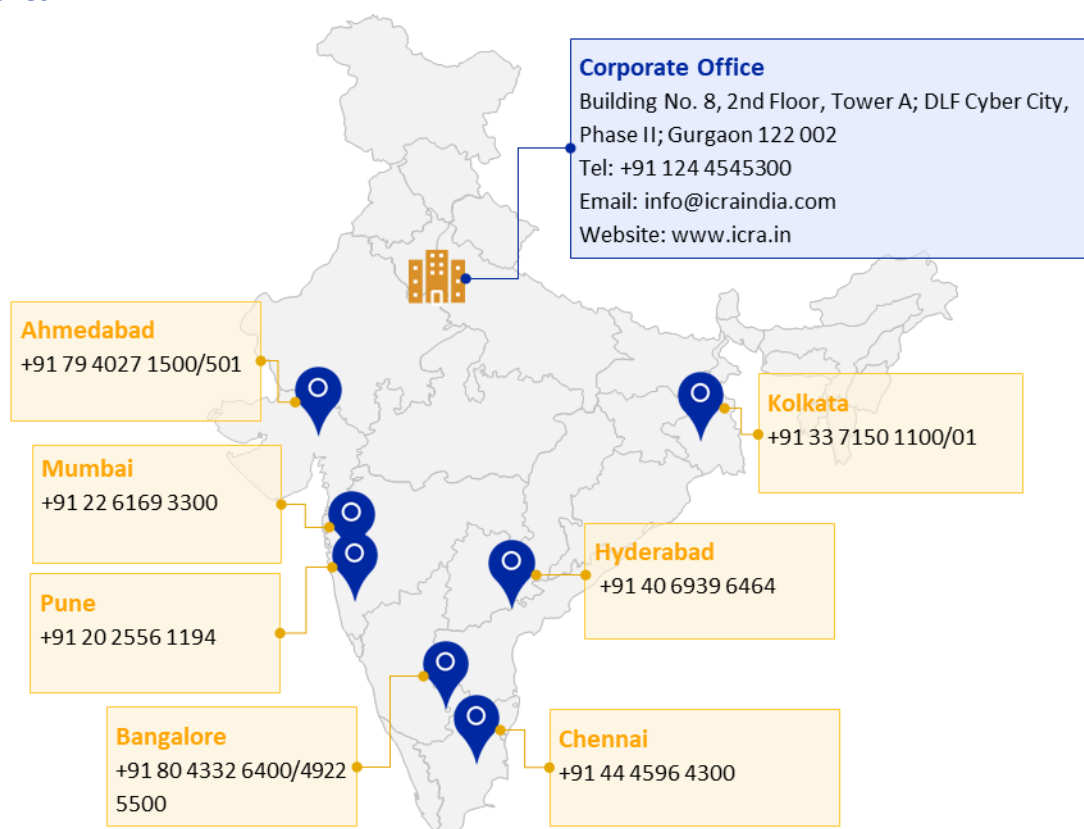 Corporate Office
Building No. 8, 2nd Floor, Tower A; DLF Cyber City,
Phase II; Gurgaon 122 002
Tel: +91 124 4545300
Email: info@icraindia.com
Website: www.icra.in
Ahmedabad
+91 79 4027 1500/501
Kolkata
+91 33 7150 1100/01
Mumbai
+91 22 6169 3300
Hyderabad
+91 40 6939 6464
Pune
+91 20 2556 1194
Bangalore
+91 80 4332 6400/4922
5500
Chennai
+91 44 4596 4300